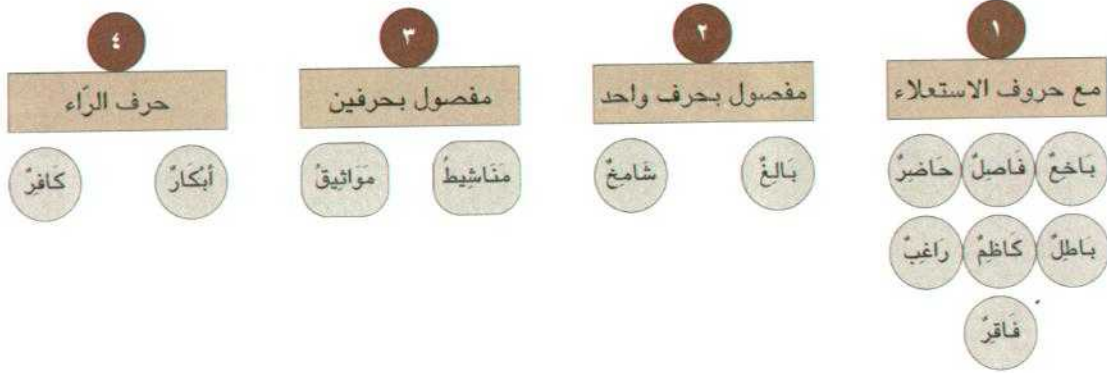 ١
مع حروف الاستعلاء
بَاخِعٌ فَاصِلٌ حَاضِرٌ
بَاطِلٌ كَاظِمٌ رَاغِبٌ
فَاقِرٌ
٢
مفصول بحرف واحد
بَالِغٌ شَامِخٌ
٣
مفصول بحرفين
مَنَاشِيطُ مَوَاثِيقُ
٤
حرف الرّاء
أَبْكَارٌ كَافِرٌ